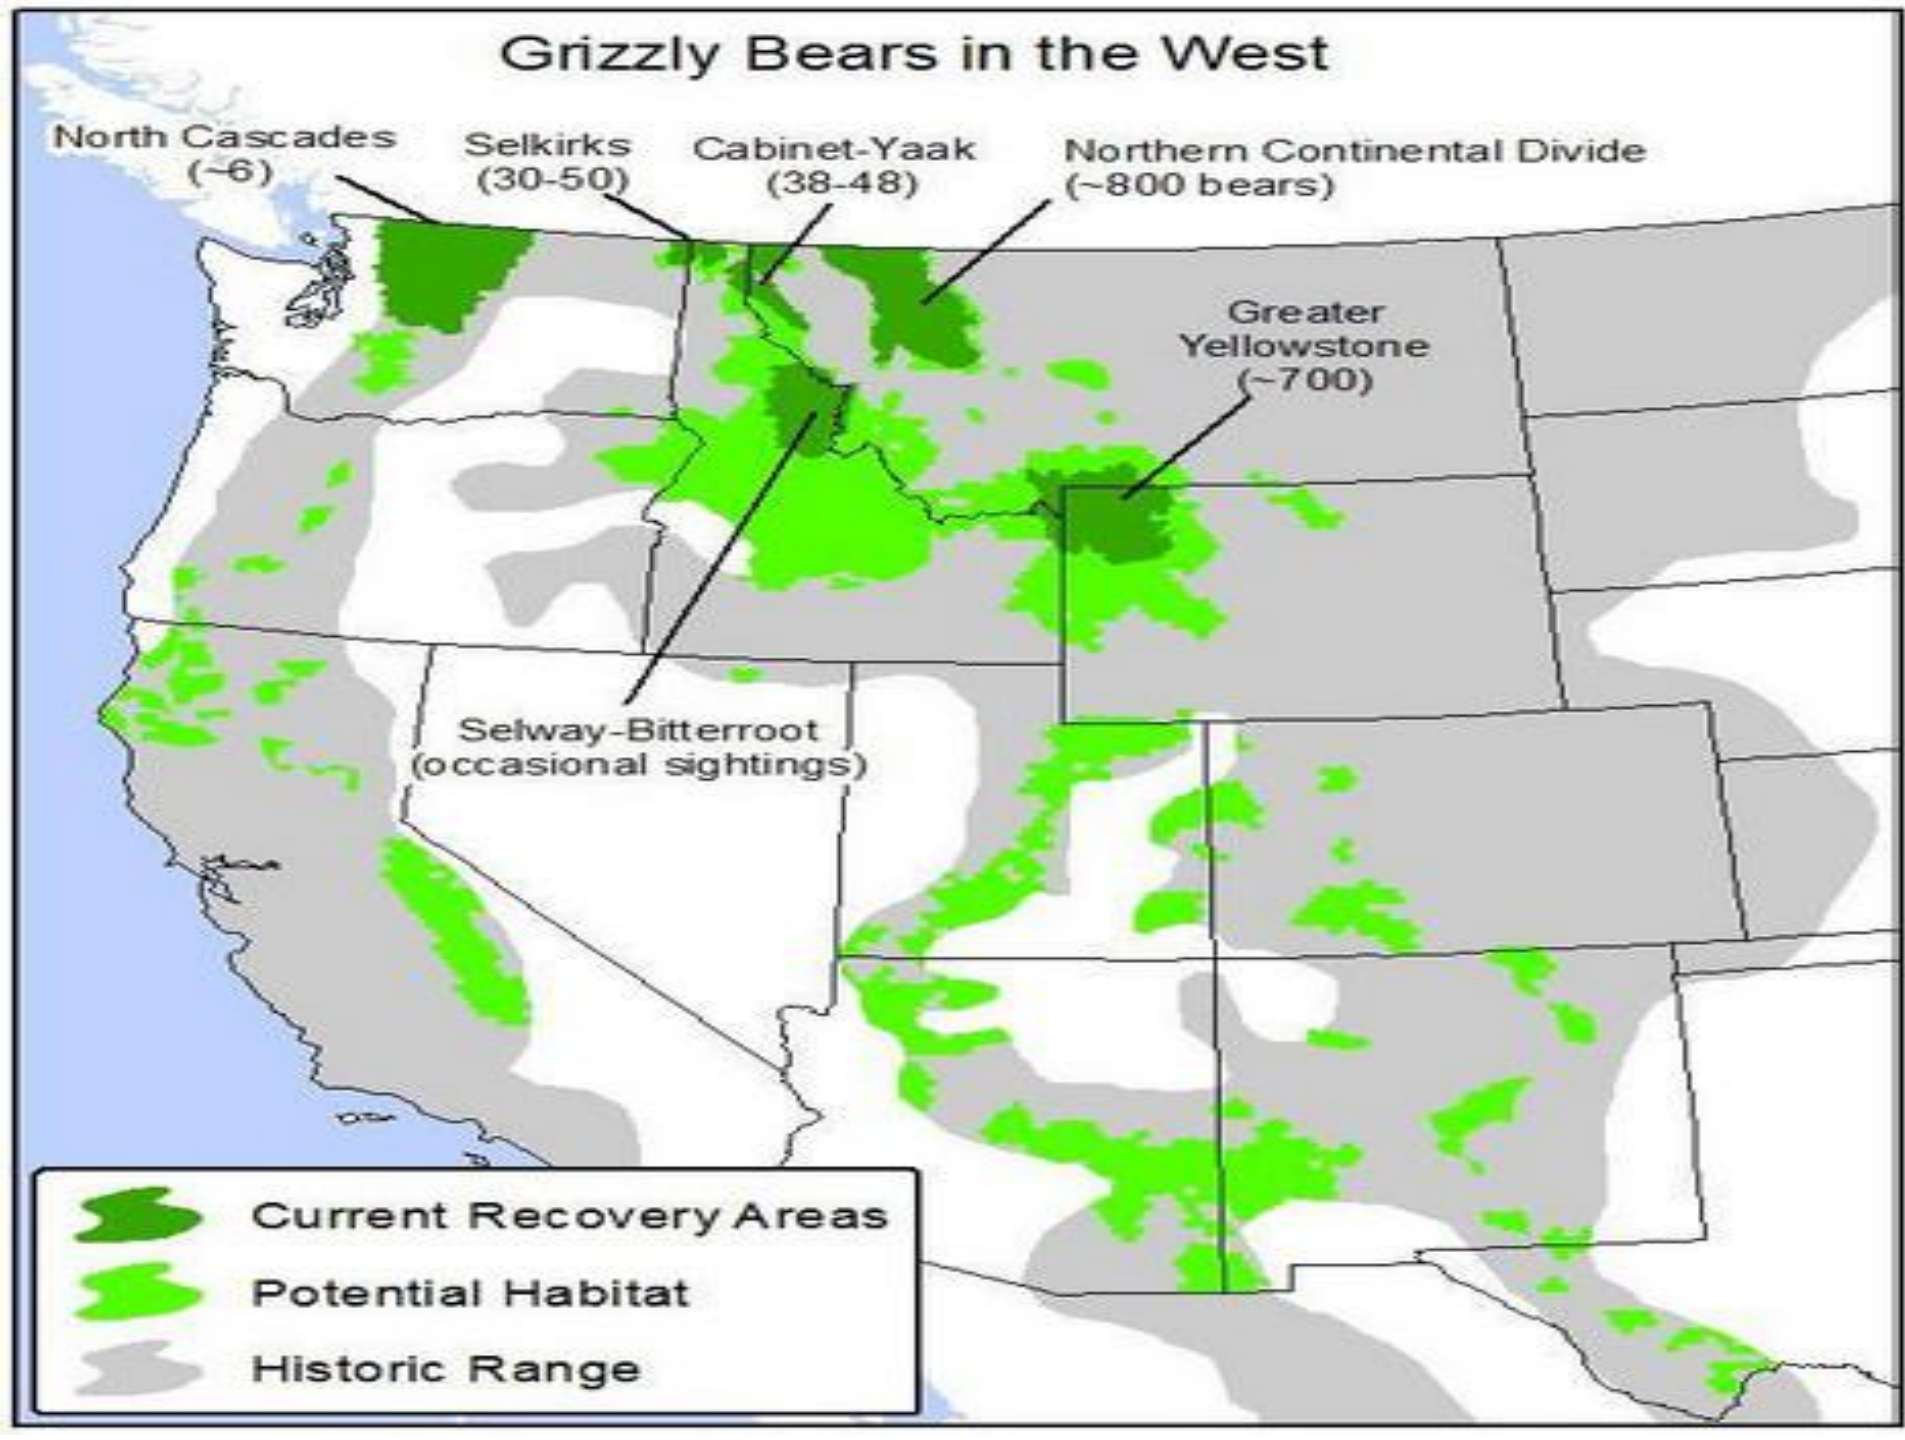 Grizzly Bears in the West
North Cascades
(~6)
Selkirks
(30-50)
Cabinet-Yaak
(38-48)
Northern Continental Divide
(~800 bears)
Greater
Yellowstone
(~700)
Selway-Bitterroot
(occasional sightings)
Current Recovery Areas
Potential Habitat
Historic Range